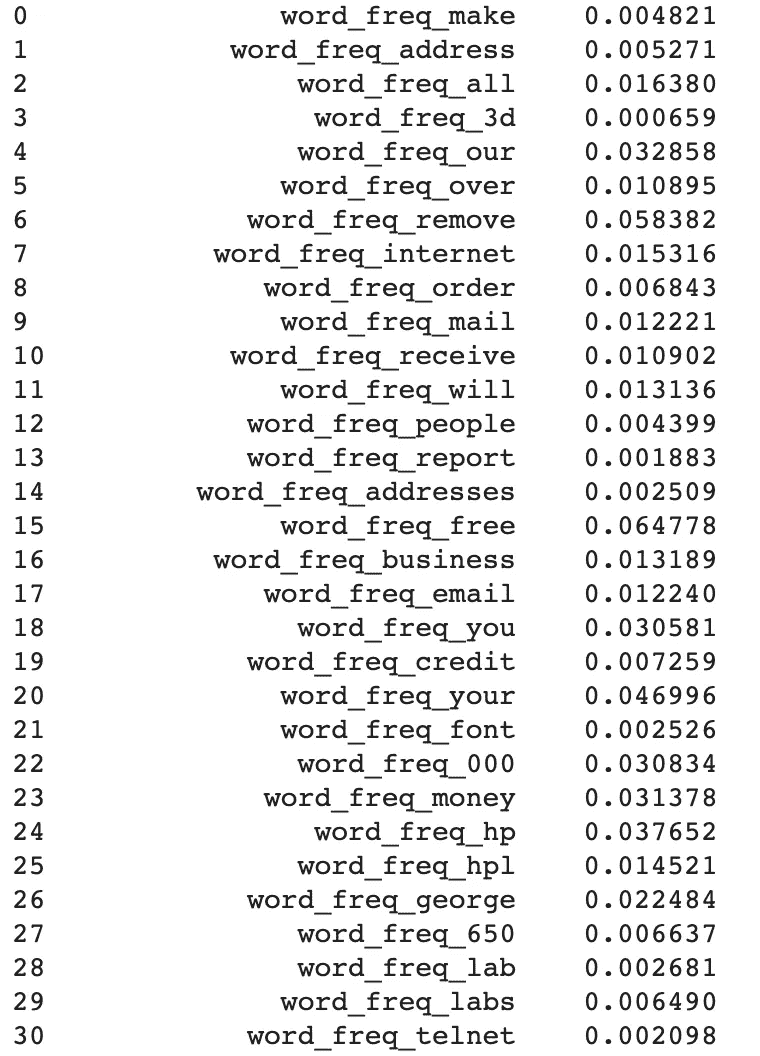 0 word_freq_make 0.004821
1 word_freq_address 0.005271
2 word_freq_all 0.016380
3 word_freq_3d 0.000659
4 word_freq_our 0.032858
5 word_freq_over 0.010895
6 word_freq_remove 0.058382
7 word_freq_internet 0.015316
8 word_freq_order 0.006843
9 word_freq_mail 0.012221
10 word_freq_receive 0.010902
11 word_freq_will 0.013136
12 word_freq_people 0.004399
13 word_freq_report 0.001883
14 word_freq_addresses 0.002509
15 word_freq_free 0.064778
16 word_freq_business 0.013189
17 word_freq_email 0.012240
18 word_freq_you 0.030581
19 word_freq_credit 0.007259
20 word_freq_your 0.046996
21 word_freq_font 0.002526
22 word_freq_000 0.030834
23 word_freq_money 0.031378
24 word_freq_hp 0.037652
25 word_freq_hpl 0.014521
26 word_freq_george 0.022484
27 word_freq_650 0.006637
28 word_freq_lab 0.002681
29 word_freq_labs 0.006490
30 word_freq_telnet 0.002098